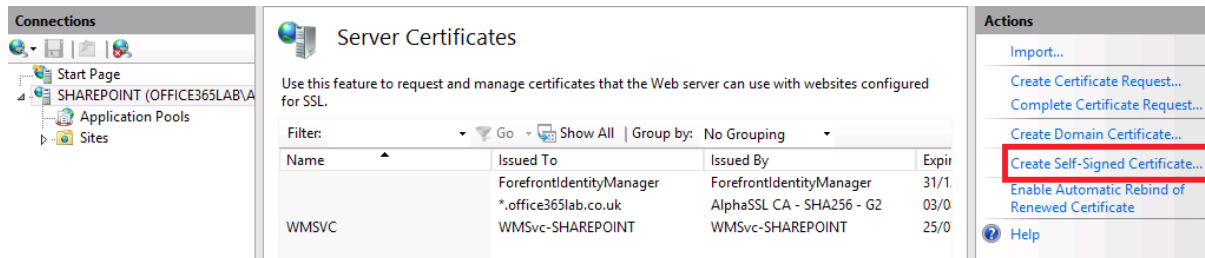 Connections
Start Page
SHAREPOINT (OFFICE365LAB\A
Application Pools
Sites
Server Certificates
Use this feature to request and manage certificates that the Web server can use with websites configured
for SSL.
Filter: Go Show All Group by: No Grouping
Name Issued To Issued By Expir
ForefrontIdentityManager ForefrontIdentityManager 31/1
*.office365lab.co.uk AlphaSSL CA - SHA256 - G2 03/0
WMSVC WMSvc-SHAREPOINT WMSvc-SHAREPOINT 25/0
Actions
Import...
Create Certificate Request...
Complete Certificate Request...
Create Domain Certificate...
Create Self-Signed Certificate...
Enable Automatic Rebind of
Renewed Certificate
Help